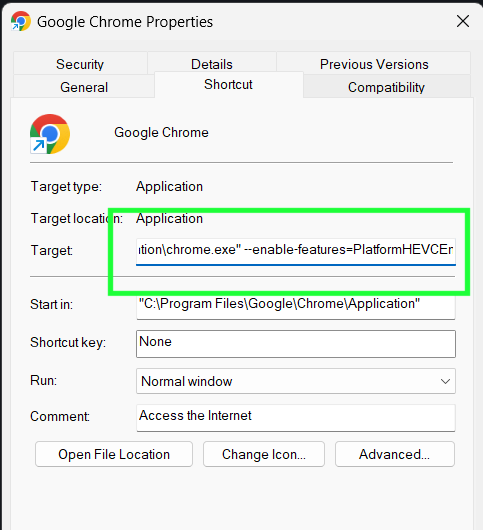 Google Chrome Properties
Security Details Previous Versions
General Shortcut Compatibility
Google Chrome
Target type: Application
Target location: Application
Target: ation\chrome.exe" --enable-features=PlatformHEVCEn
Start in: "C:\Program Files\Google\Chrome\Application"
Shortcut key: None
Run: Normal window
Comment: Access the Internet
Open File Location Change Icon... Advanced...